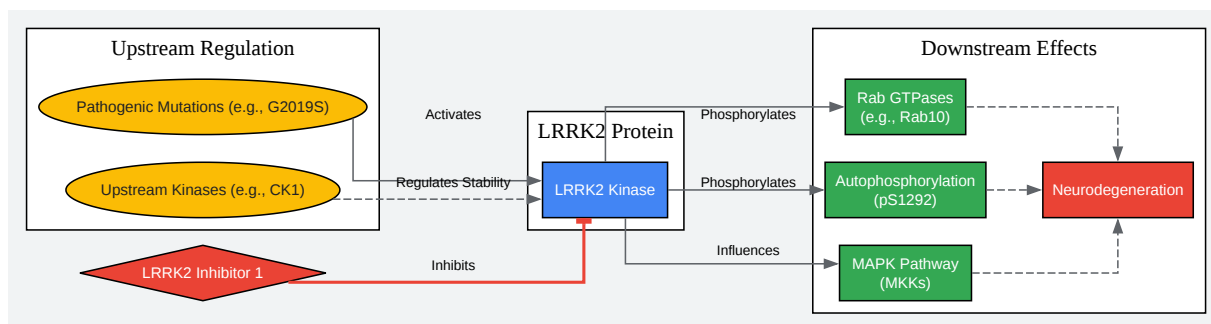 Upstream Regulation
Pathogenic Mutations (e.g., G2019S)
Upstream Kinases (e.g., CK1)
LRRK2 Inhibitor 1
Activates
Regulates Stability
Inhibits
LRRK2 Protein
LRRK2 Kinase
Phosphorylates
Phosphorylates
Influences
Downstream Effects
Rab GTPases
(e.g., Rab10)
Autophosphorylation
(pS1292)
MAPK Pathway
(MKKs)
Neurodegeneration